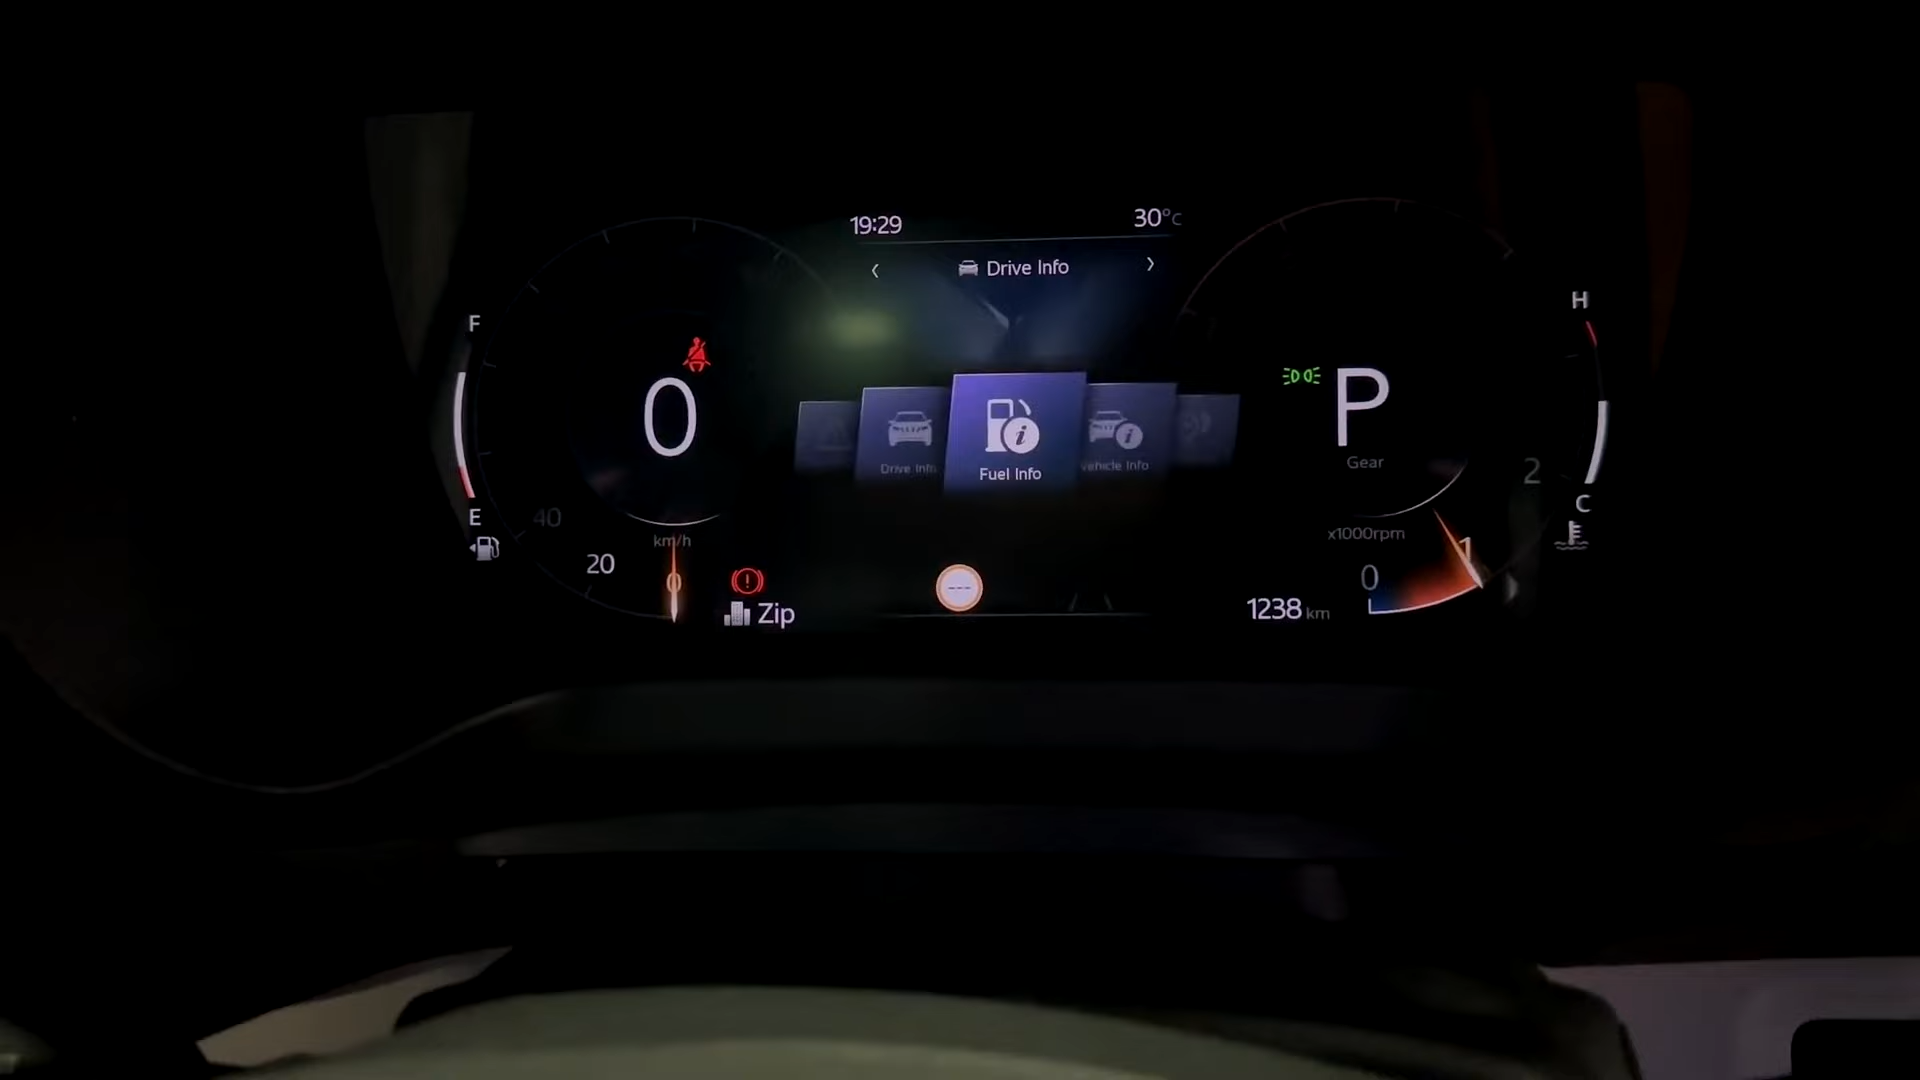 19:29
30°C
Drive Info
F
H
0
P
Drive Info
Fuel Info
Vehicle Info
Gear
2
E
40
C
km/h
x1000rpm
1
20
0
0
Zip
---
1238 km